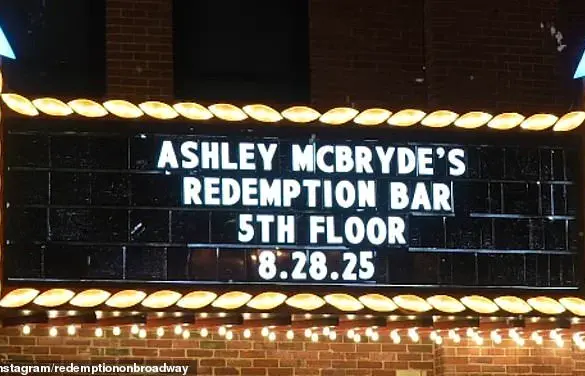 ASHLEY MCBRYDE'S
REDEMPTION BAR
5TH FLOOR
8.28.25
nstagram/redemptiononbroadway